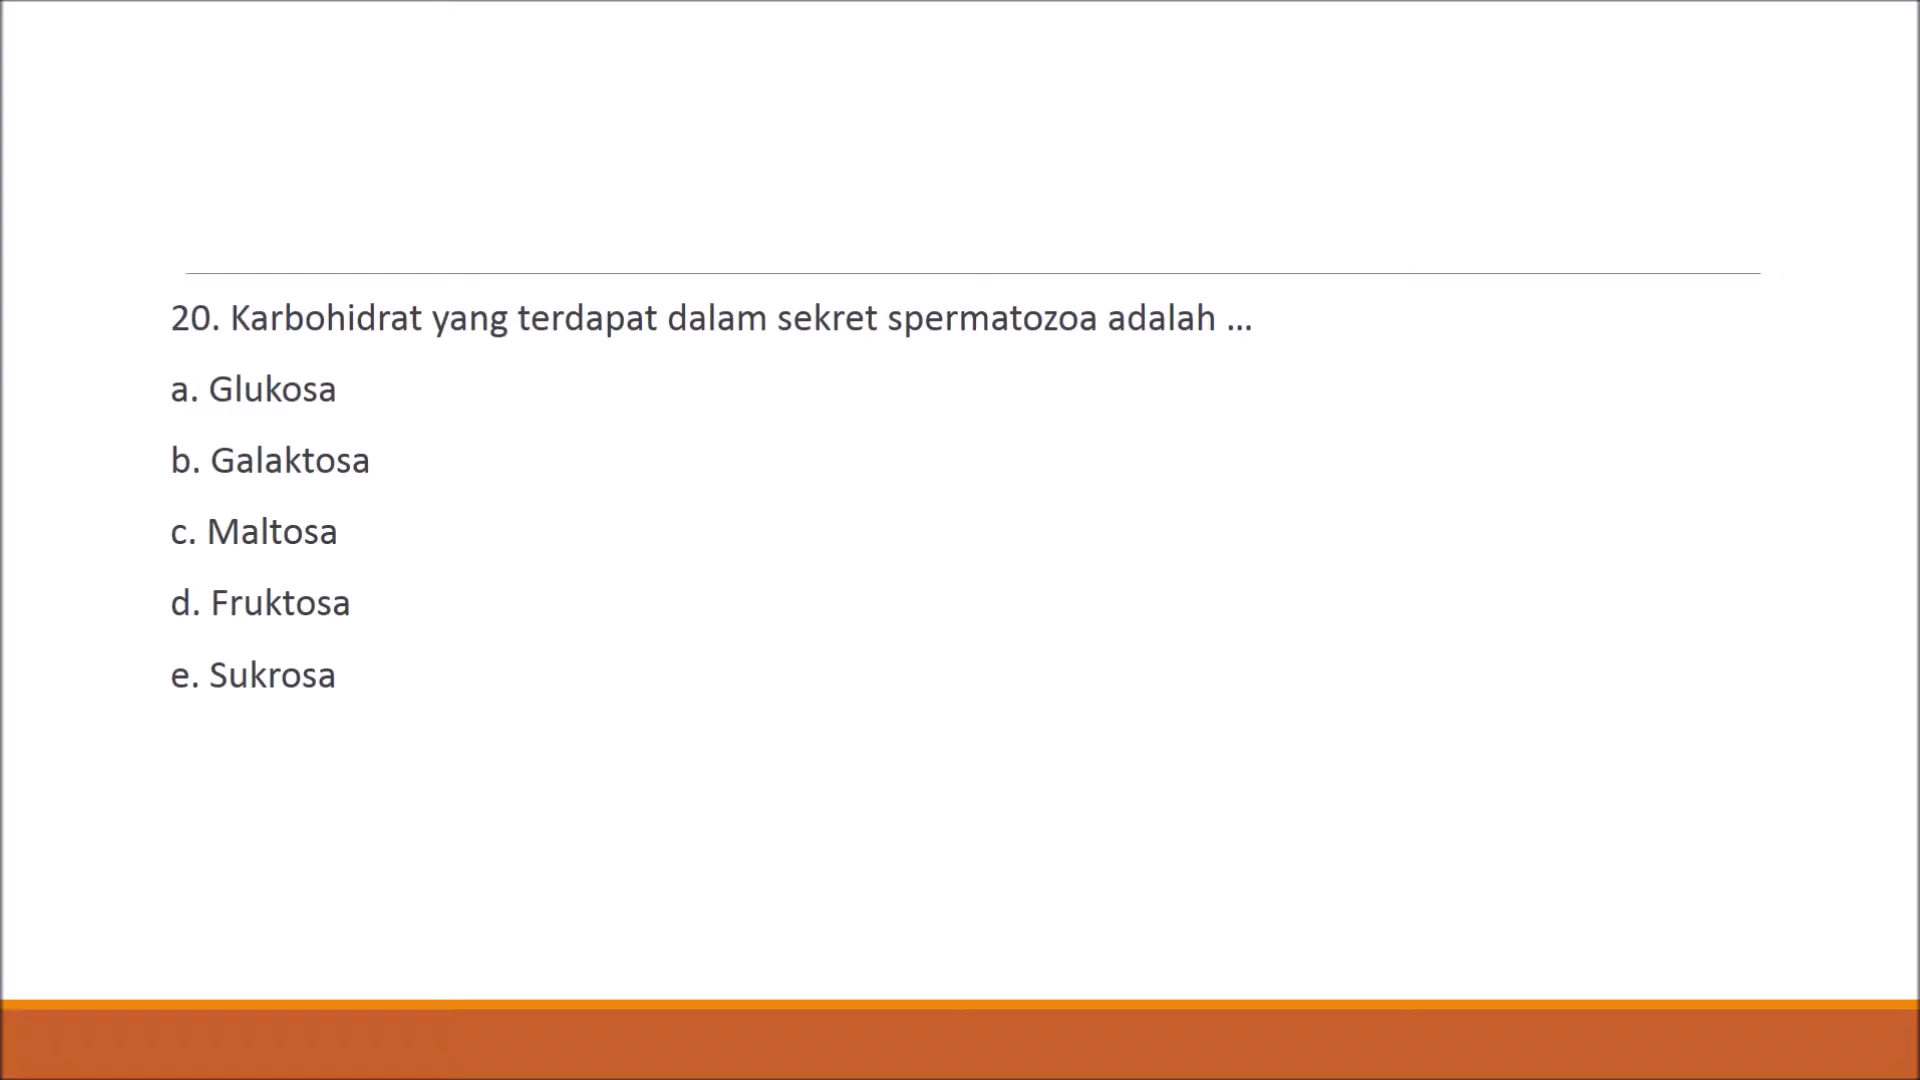 20. Karbohidrat yang terdapat dalam sekret spermatozoa adalah ...
a. Glukosa
b. Galaktosa
c. Maltosa
d. Fruktosa
e. Sukrosa